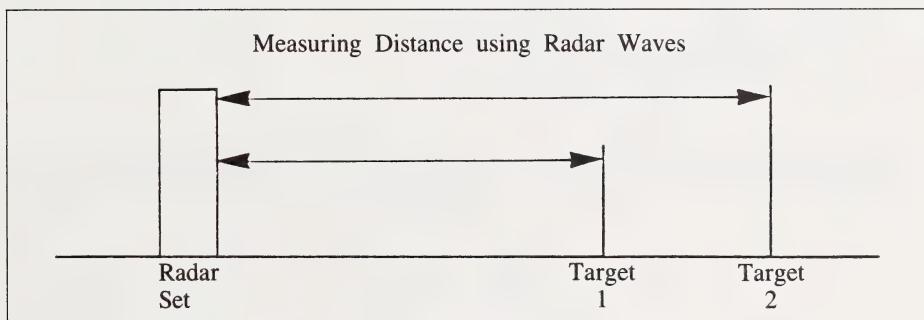 Measuring Distance using Radar Waves
Radar
Set
Target
1
Target
2